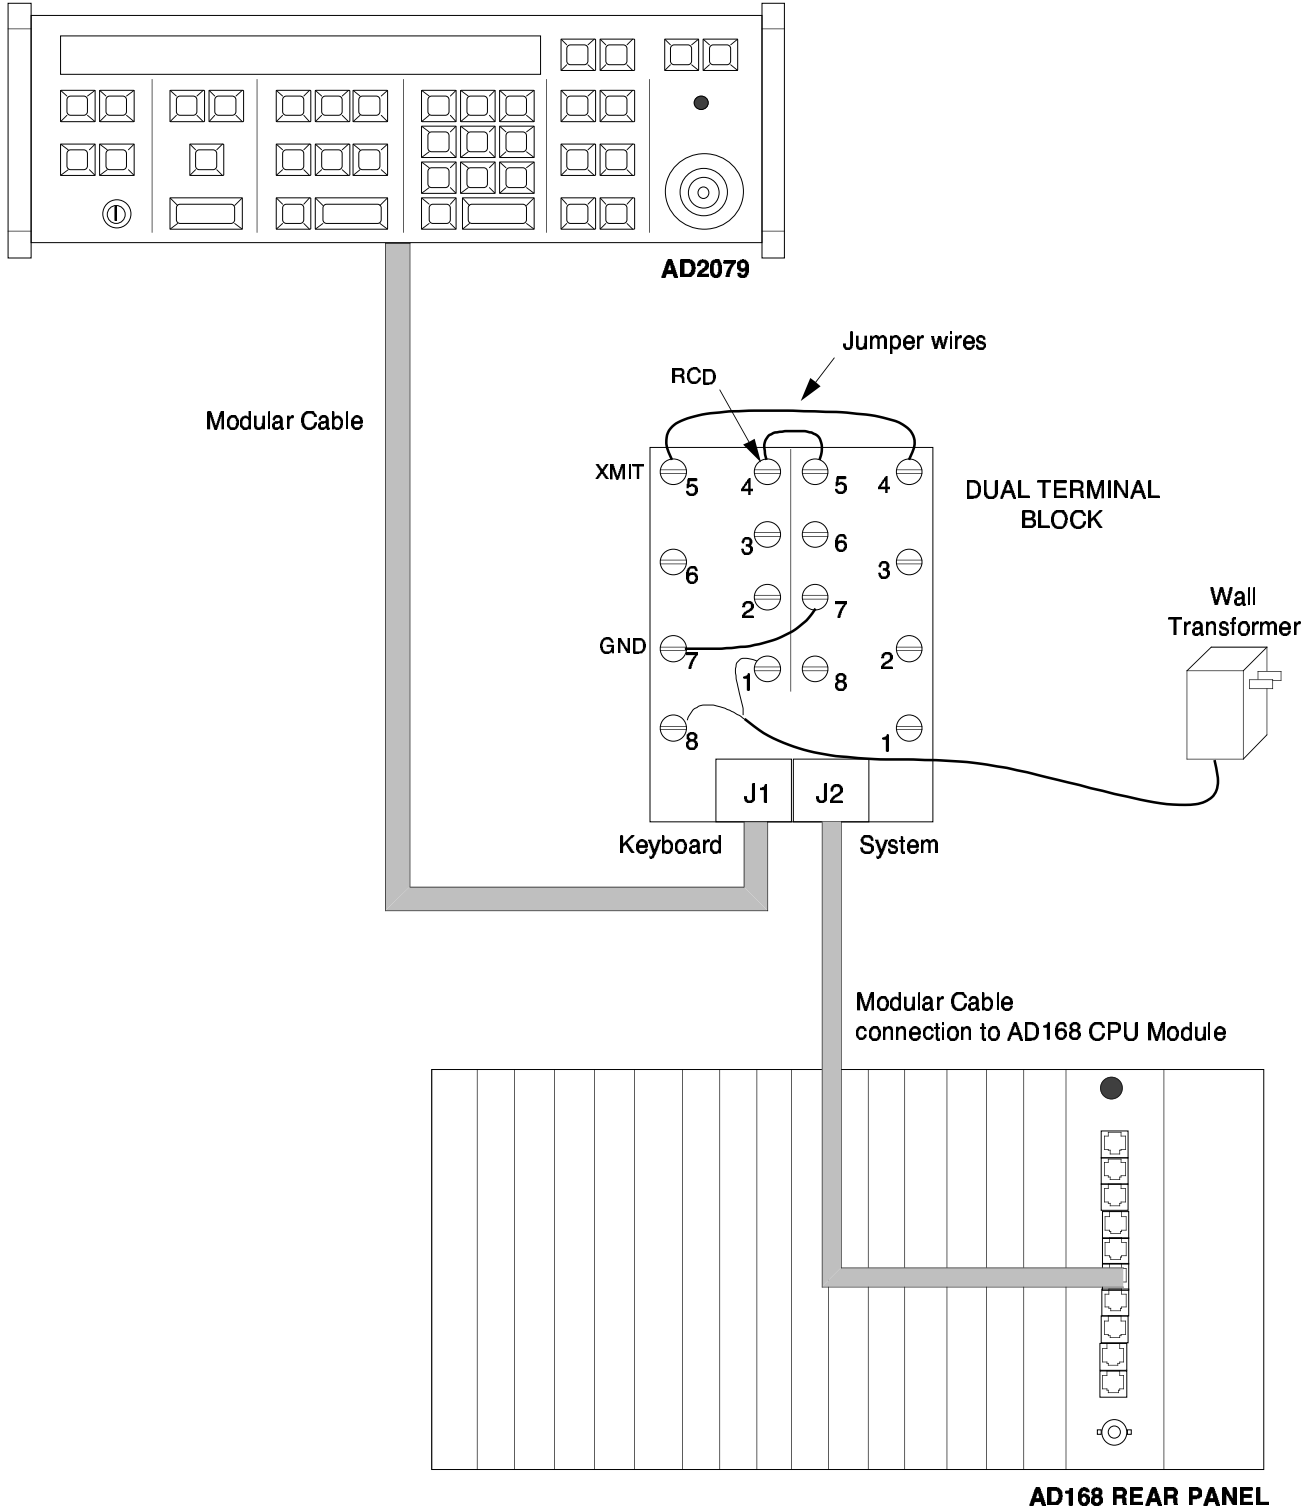 AD2079
Jumper wires
RCD
Modular Cable
XMIT
5 4 5 4
DUAL TERMINAL
BLOCK
3 6
6 3
2 7
Wall
Transformer
GND
7 2
1 8
8 1
J1 J2
Keyboard System
Modular Cable
connection to AD168 CPU Module
AD168 REAR PANEL